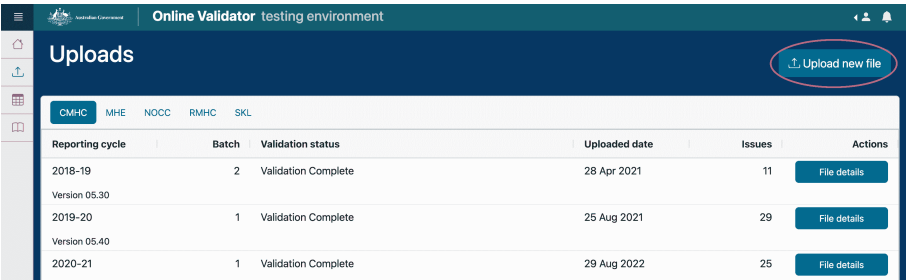 Australian Government
Online Validator testing environment
Uploads
Upload new file
CMHC MHE NOCC RMHC SKL
Reporting cycle Batch Validation status Uploaded date Issues Actions
2018-19 2 Validation Complete 28 Apr 2021 11 File details
Version 05.30
2019-20 1 Validation Complete 25 Aug 2021 29 File details
Version 05.40
2020-21 1 Validation Complete 29 Aug 2022 25 File details